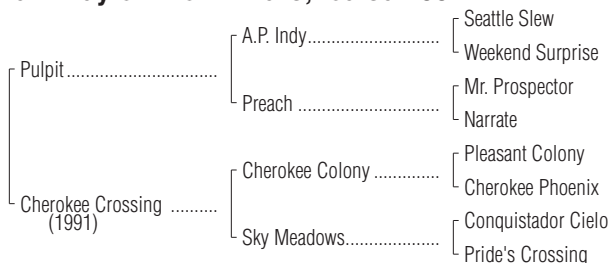 Seattle Slew
A.P. Indy
Weekend Surprise
Pulpit
Mr. Prospector
Preach
Narrate
Pleasant Colony
Cherokee Colony
Cherokee Phoenix
Cherokee Crossing
(1991)
Conquistador Cielo
Sky Meadows
Pride's Crossing